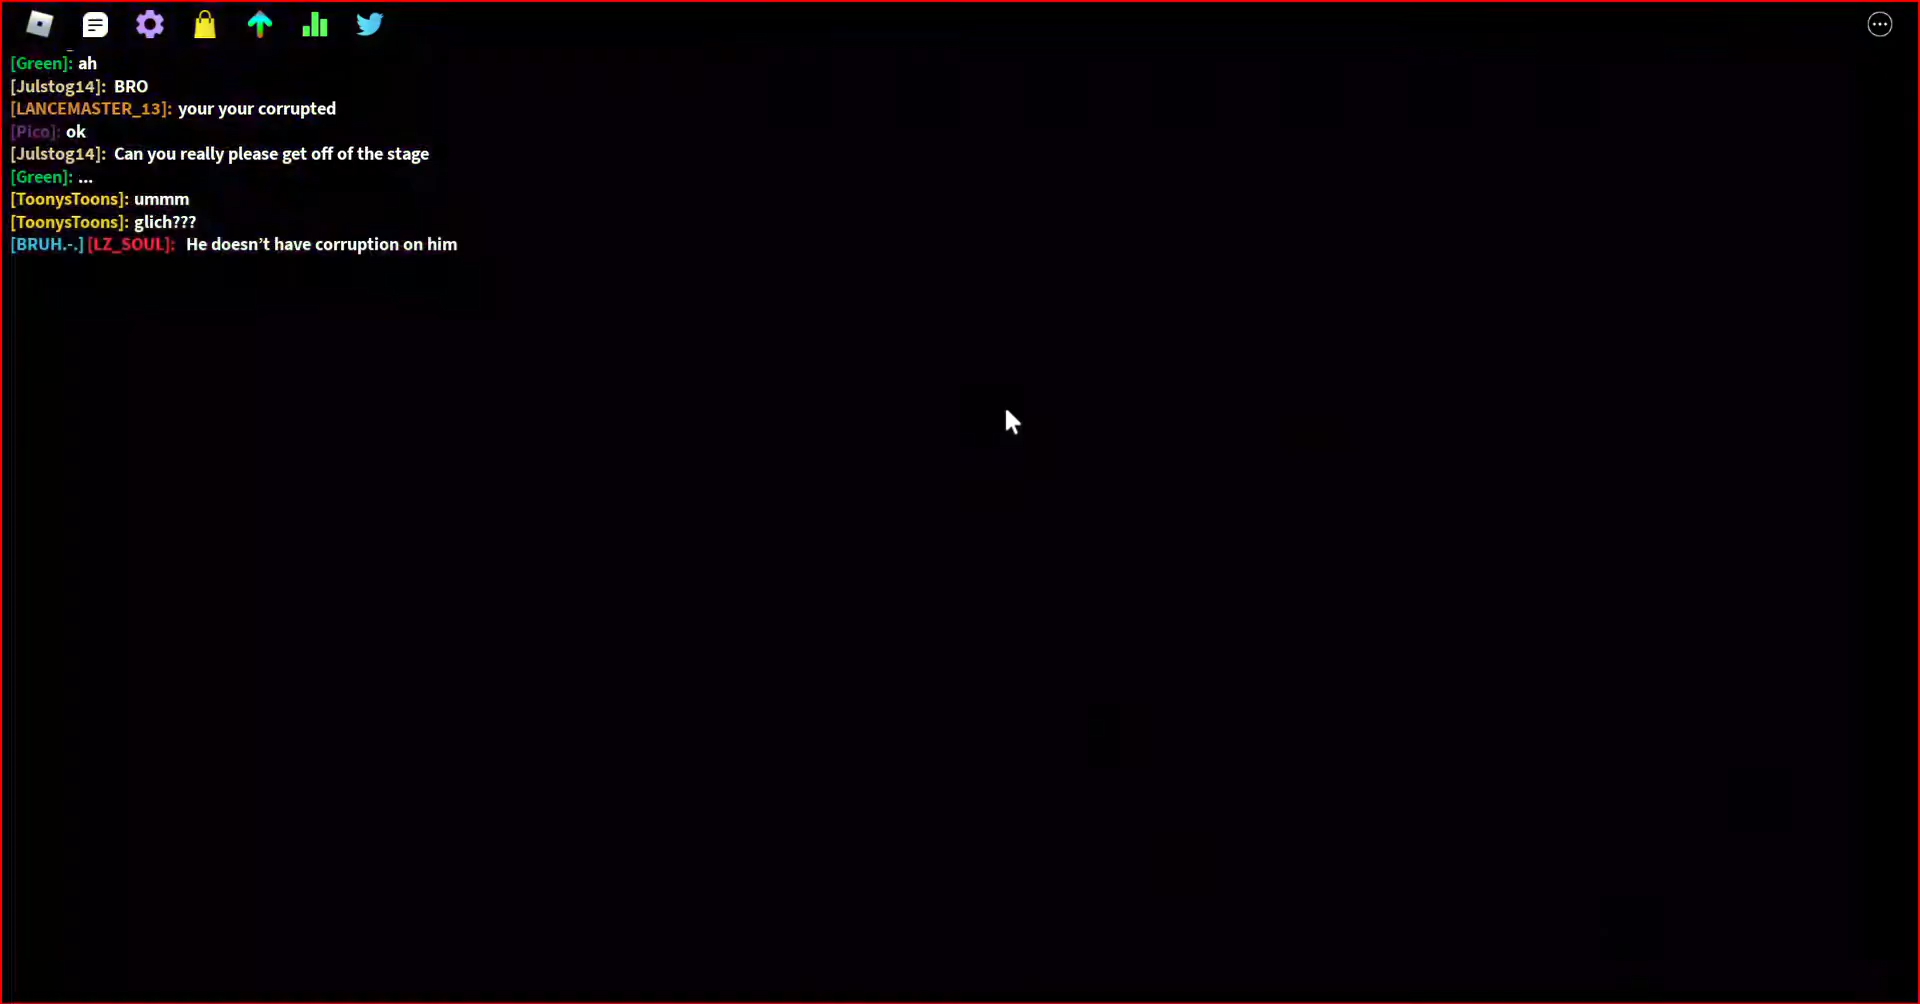 [Green]: ah
[Julstog14]: BRO
[LANCEMASTER_13]: your your corrupted
[Pico]: ok
[Julstog14]: Can you really please get off of the stage
[Green]: ...
[ToonysToons]: ummm
[ToonysToons]: glich???
[BRUH.-.] [LZ_SOUL]: He doesn't have corruption on him